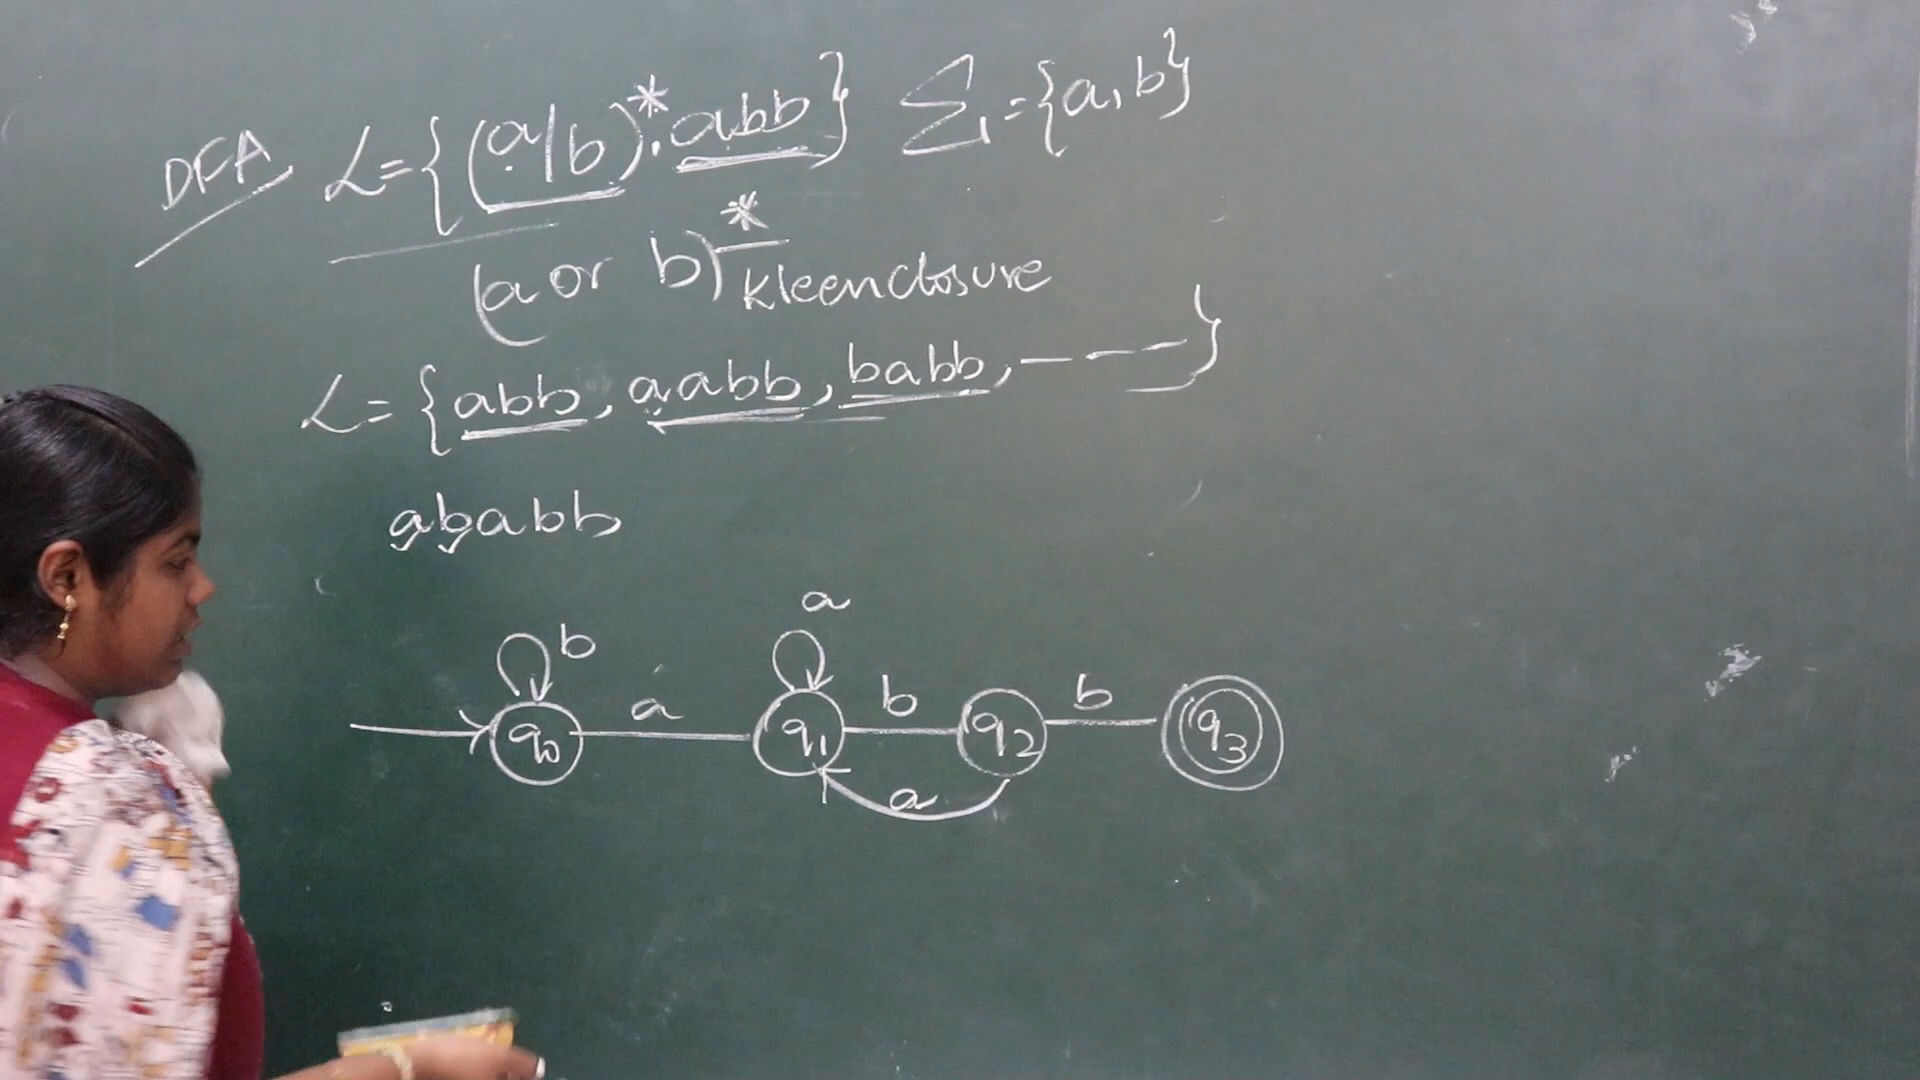 DFA L={(a/b)*.abb} Σ={a,b}
(a or b)* kleenclosure
L={abb, aabb, babb, ----}
ababb
a
b
a b b
q0 q1 q2 q3
a